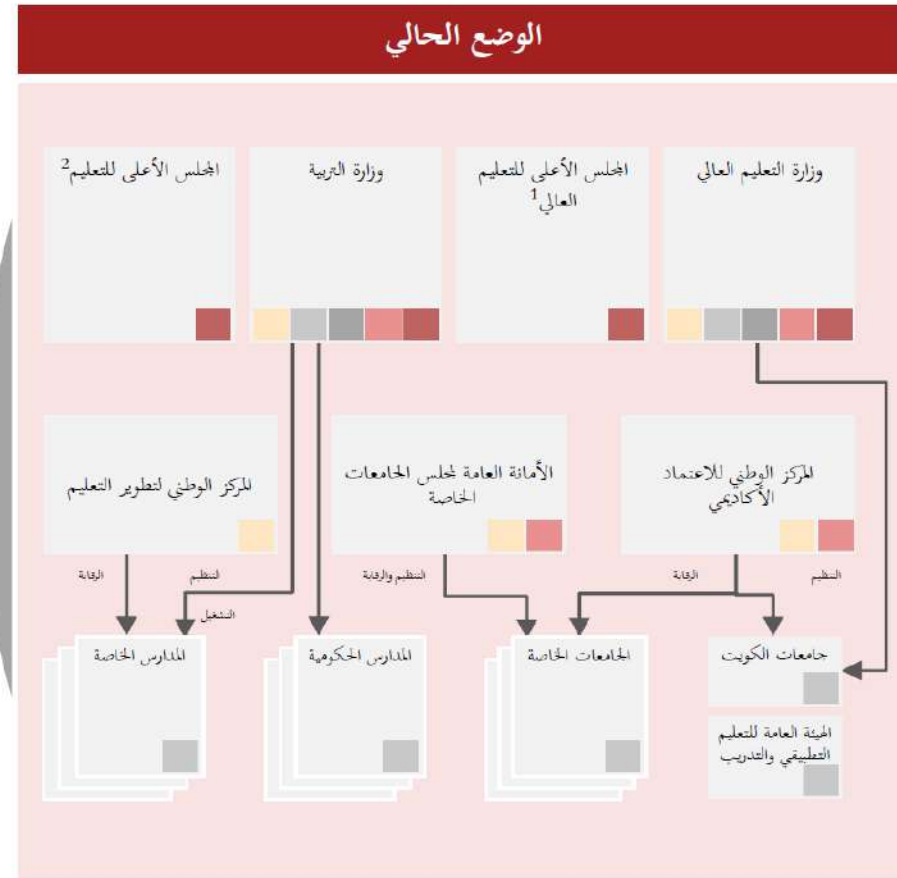 الوضع الحالي
وزارة التعليم العالي
المجلس الأعلى للتعليم
العالي1
وزارة التربية
المجلس الأعلى للتعليم2
المركز الوطني للاعتماد
الأكاديمي
الأمانة العامة لمجلس الجامعات
الخاصة
المركز الوطني لتطوير التعليم
التنظيم
الرقابة
التنظيم والرقابة
التنظيم
الرقابة
التشغيل
جامعات الكويت
الهيئة العامة للتعليم
التطبيقي والتدريب
الجامعات الخاصة
المدارس الحكومية
المدارس الخاصة